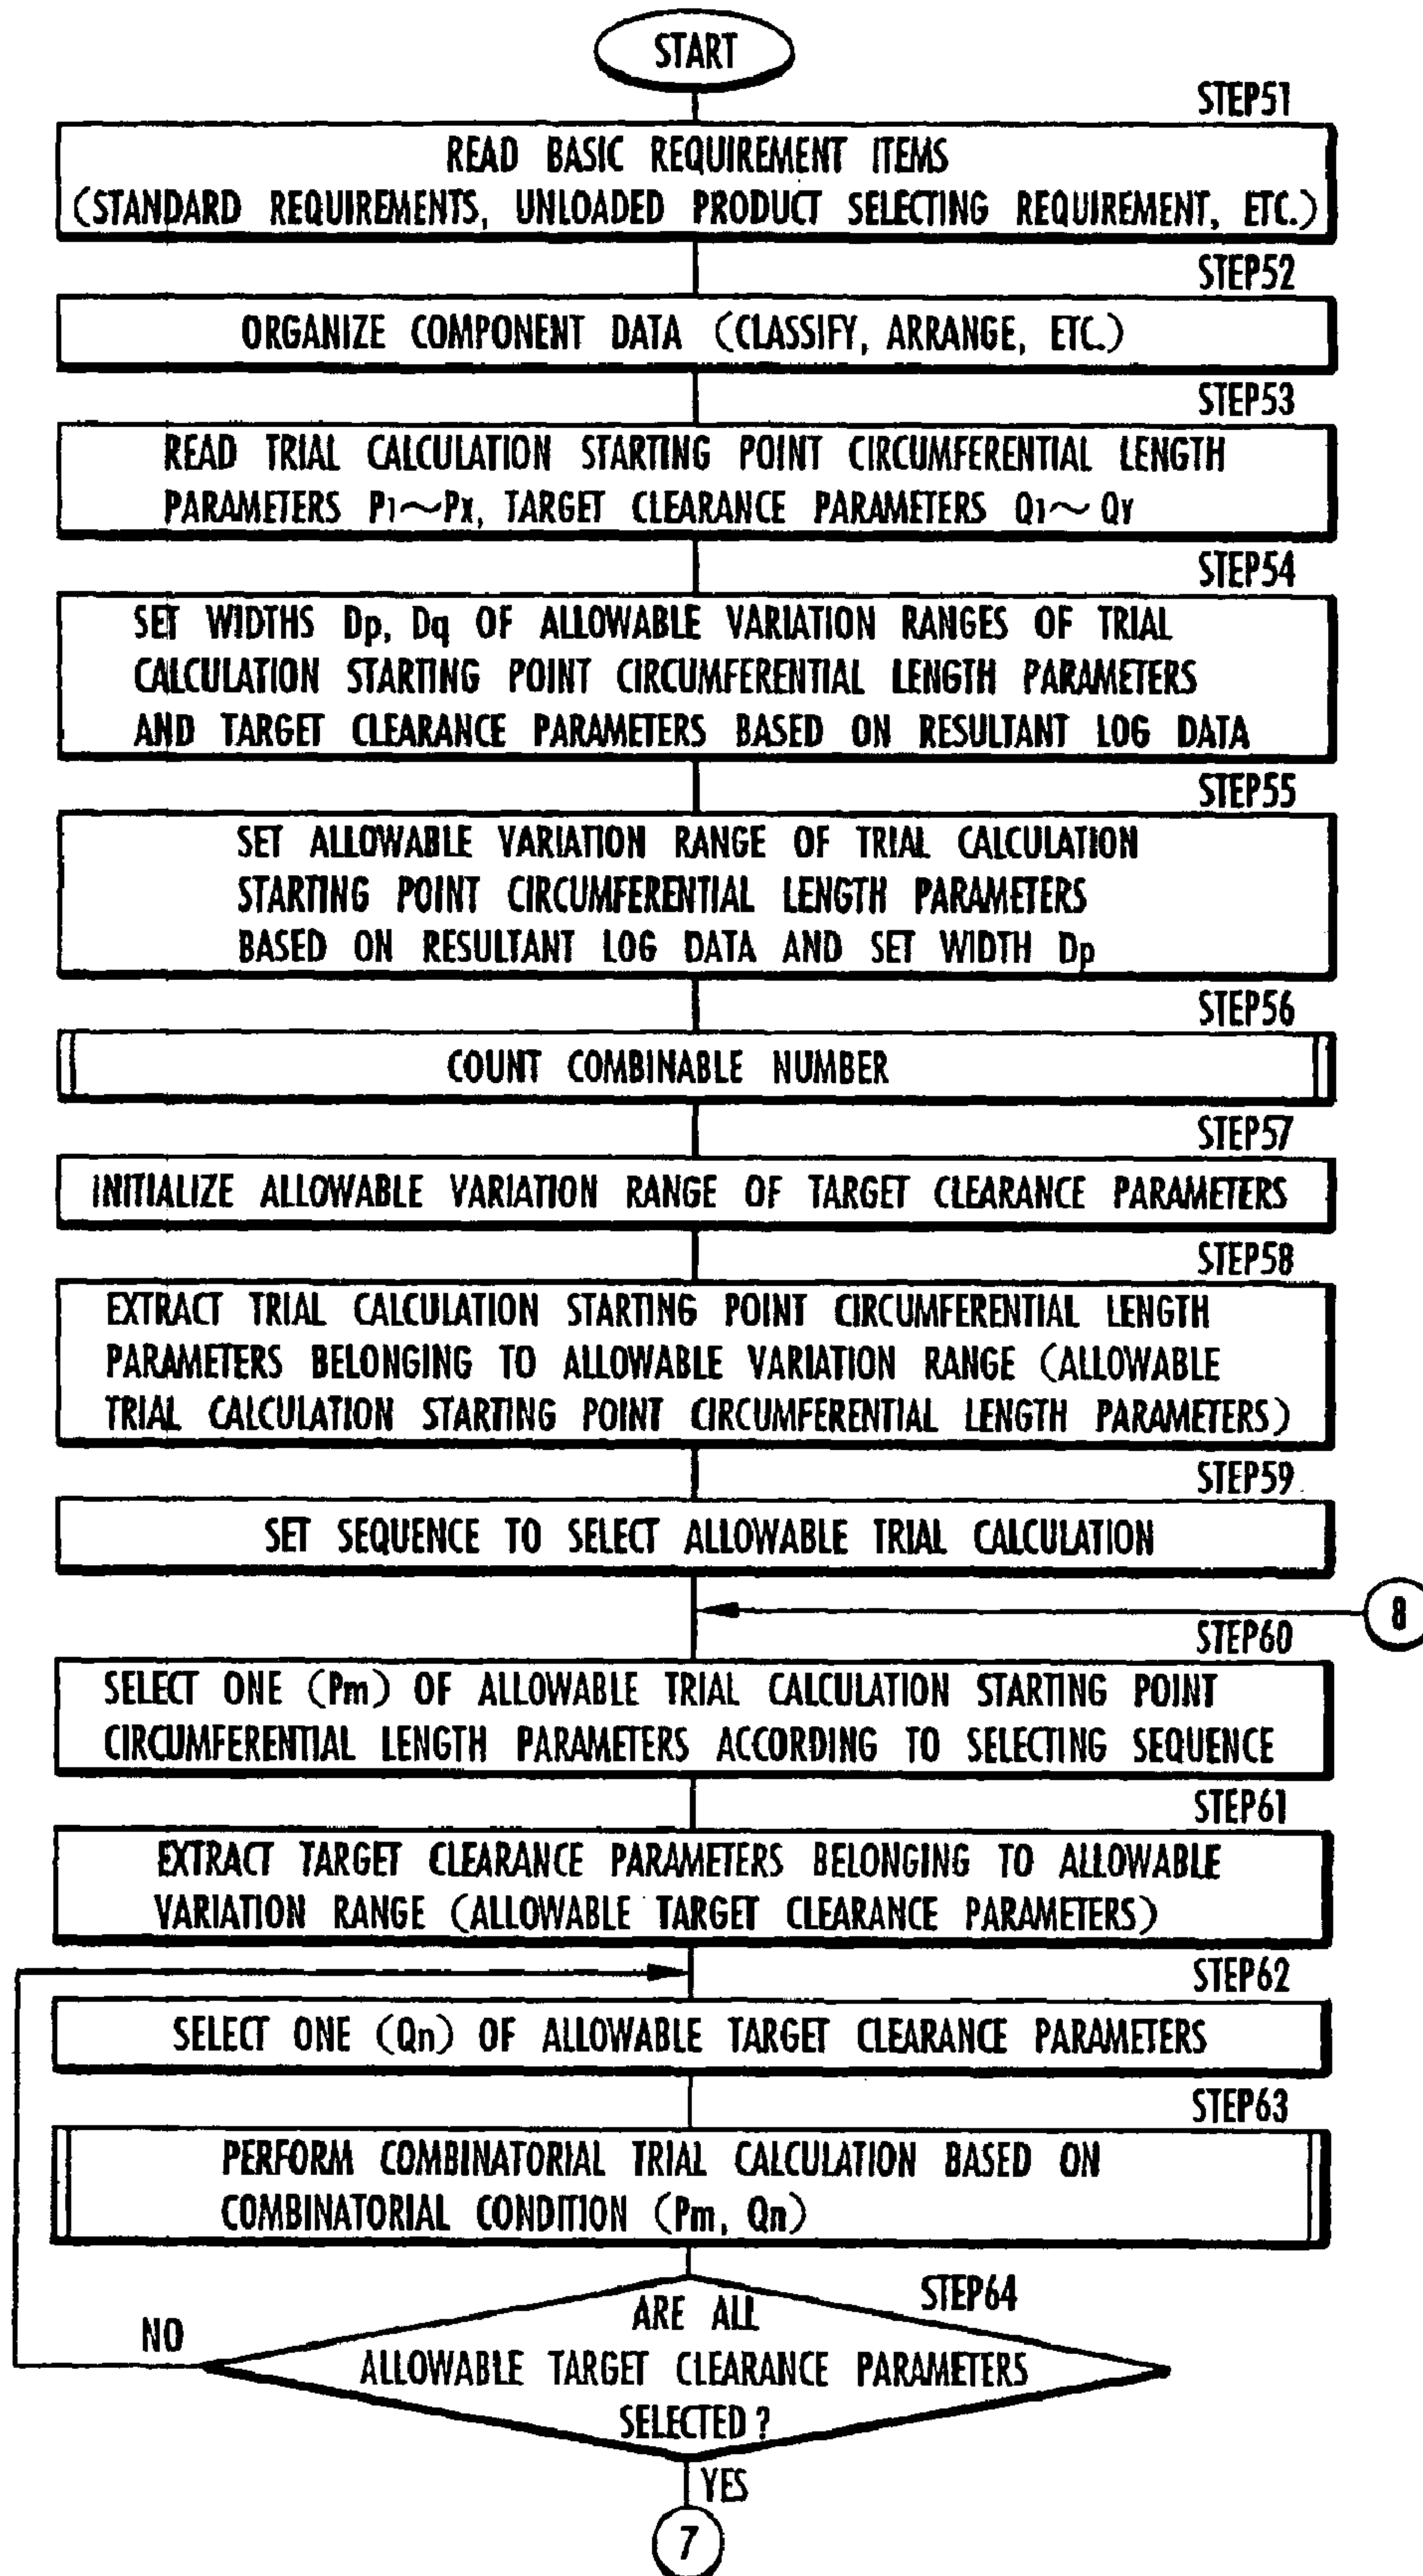 START
STEP51
READ BASIC REQUIREMENT ITEMS
(STANDARD REQUIREMENTS, UNLOADED PRODUCT SELECTING REQUIREMENT, ETC.)
STEP52
ORGANIZE COMPONENT DATA (CLASSIFY, ARRANGE, ETC.)
STEP53
READ TRIAL CALCULATION STARTING POINT CIRCUMFERENTIAL LENGTH
PARAMETERS P1~PX, TARGET CLEARANCE PARAMETERS Q1~QY
STEP54
SET WIDTHS Dp, Dq OF ALLOWABLE VARIATION RANGES OF TRIAL
CALCULATION STARTING POINT CIRCUMFERENTIAL LENGTH PARAMETERS
AND TARGET CLEARANCE PARAMETERS BASED ON RESULTANT LOG DATA
STEP55
SET ALLOWABLE VARIATION RANGE OF TRIAL CALCULATION
STARTING POINT CIRCUMFERENTIAL LENGTH PARAMETERS
BASED ON RESULTANT LOG DATA AND SET WIDTH Dp
STEP56
COUNT COMBINABLE NUMBER
STEP57
INITIALIZE ALLOWABLE VARIATION RANGE OF TARGET CLEARANCE PARAMETERS
STEP58
EXTRACT TRIAL CALCULATION STARTING POINT CIRCUMFERENTIAL LENGTH
PARAMETERS BELONGING TO ALLOWABLE VARIATION RANGE (ALLOWABLE
TRIAL CALCULATION STARTING POINT CIRCUMFERENTIAL LENGTH PARAMETERS)
STEP59
SET SEQUENCE TO SELECT ALLOWABLE TRIAL CALCULATION
8
STEP60
SELECT ONE (Pm) OF ALLOWABLE TRIAL CALCULATION STARTING POINT
CIRCUMFERENTIAL LENGTH PARAMETERS ACCORDING TO SELECTING SEQUENCE
STEP61
EXTRACT TARGET CLEARANCE PARAMETERS BELONGING TO ALLOWABLE
VARIATION RANGE (ALLOWABLE TARGET CLEARANCE PARAMETERS)
STEP62
SELECT ONE (Qn) OF ALLOWABLE TARGET CLEARANCE PARAMETERS
STEP63
PERFORM COMBINATORIAL TRIAL CALCULATION BASED ON
COMBINATORIAL CONDITION (Pm, Qn)
STEP64
ARE ALL
ALLOWABLE TARGET CLEARANCE PARAMETERS
SELECTED?
NO
YES
7